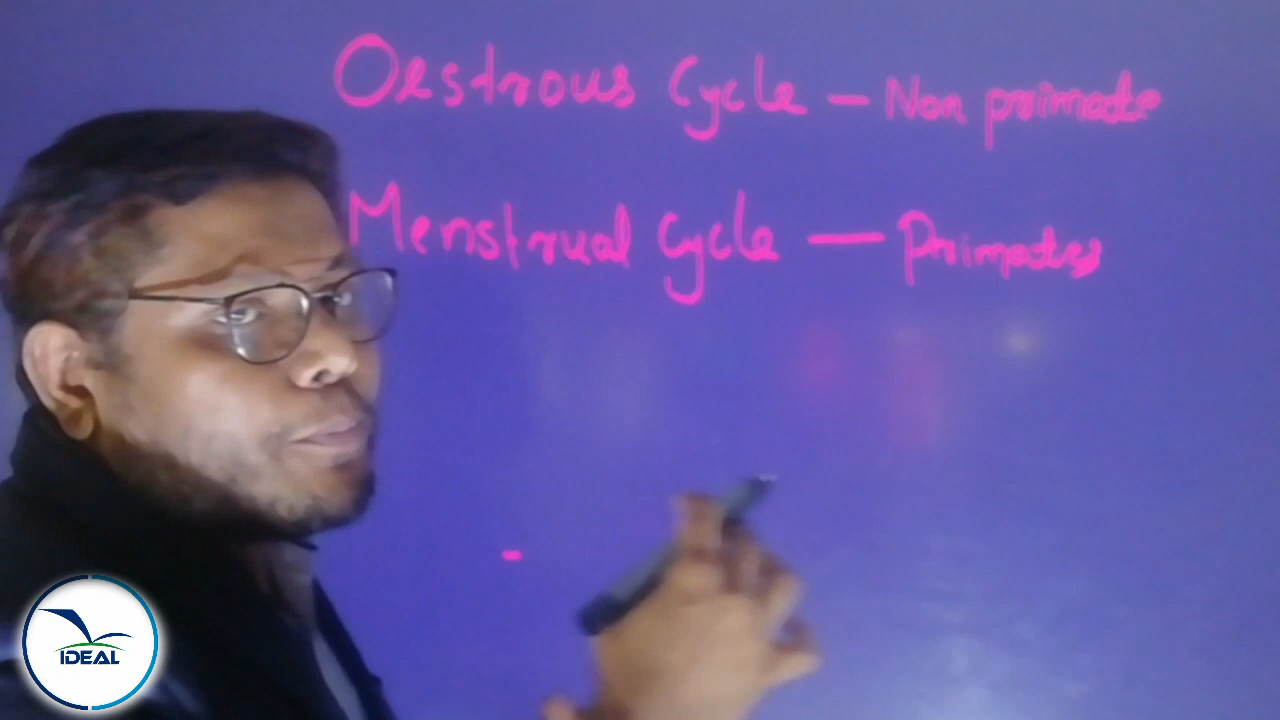 Oestrous Cycle — Non primate
Menstrual Cycle — Primates
IDEAL